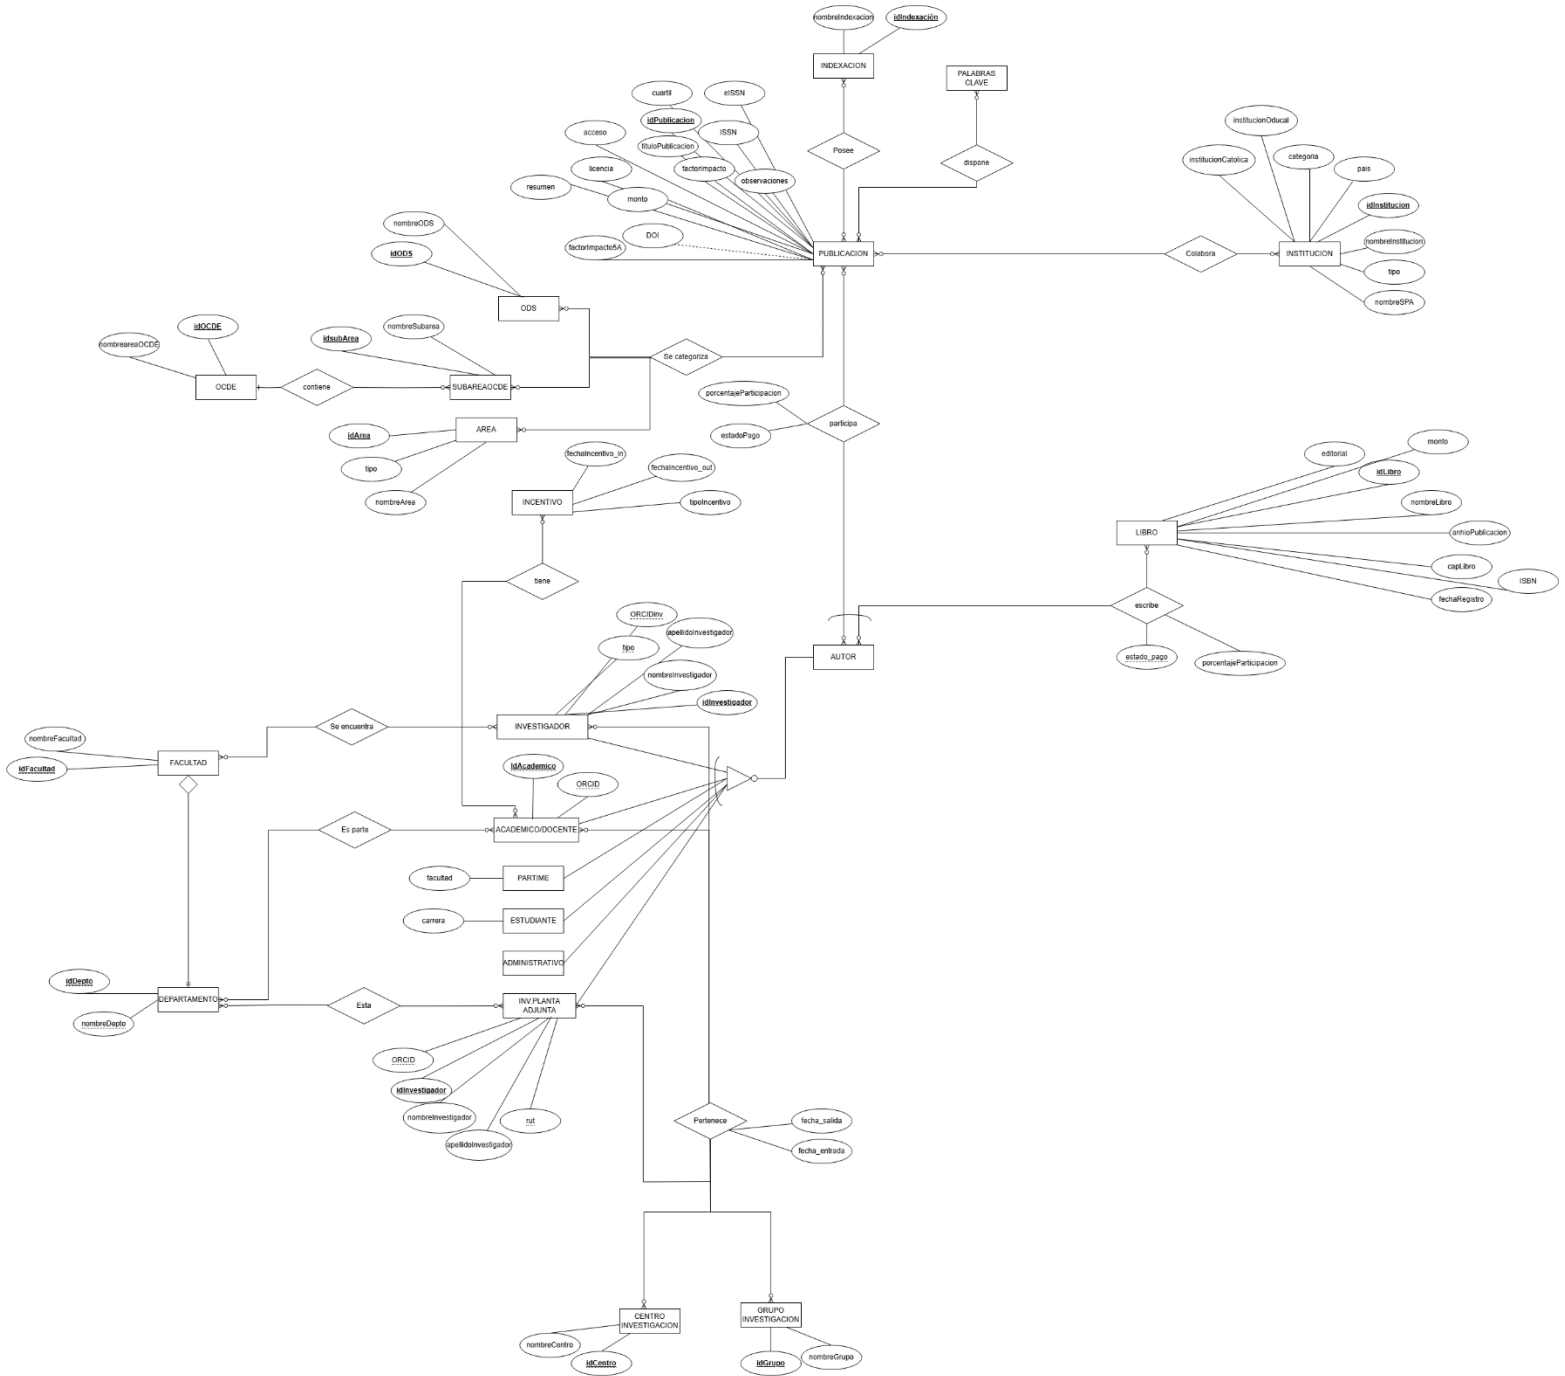 nombreIndexacion
idIndexación
INDEXACION
PALABRAS
CLAVE
cuartil
eISSN
idPublicacion
ISSN
acceso
tituloPublicacion
Posee
dispone
institucionOducal
institucionCatolica
categoria
pais
licencia
factorImpacto
observaciones
resumen
monto
idInstitucion
nombreODS
DOI
factorImpacto5A
idODS
PUBLICACION
Colabora
INSTITUCION
nombreInstitucion
tipo
nombreSPA
ODS
idOCDE
nombreareaOCDE
idsubArea
nombreSubarea
Se categoriza
OCDE
contiene
SUBAREAOCDE
porcentajeParticipacion
AREA
participa
idArea
estadoPago
tipo
nombreArea
fechaIncentivo_in
fechaIncentivo_out
INCENTIVO
tipoIncentivo
editorial
monto
idLibro
nombreLibro
LIBRO
anhioPublicacion
capLibro
ISBN
fechaRegistro
tiene
escribe
ORCIDinv
apellidoInvestigador
tipo
AUTOR
estado_pago
porcentajeParticipacion
nombreInvestigador
idInvestigador
Se encuentra
INVESTIGADOR
nombreFacultad
FACULTAD
idFacultad
IdAcademico
ORCID
Es parte
ACADEMICO/DOCENTE
facultad
PARTIME
carrera
ESTUDIANTE
ADMINISTRATIVO
idDepto
DEPARTAMENTO
Esta
INV.PLANTA
ADJUNTA
nombreDepto
ORCID
idInvestigador
nombreInvestigador
rut
apellidoInvestigador
Pertenece
fecha_salida
fecha_entrada
CENTRO
INVESTIGACION
GRUPO
INVESTIGACION
nombreCentro
idCentro
idGrupo
nombreGrupo